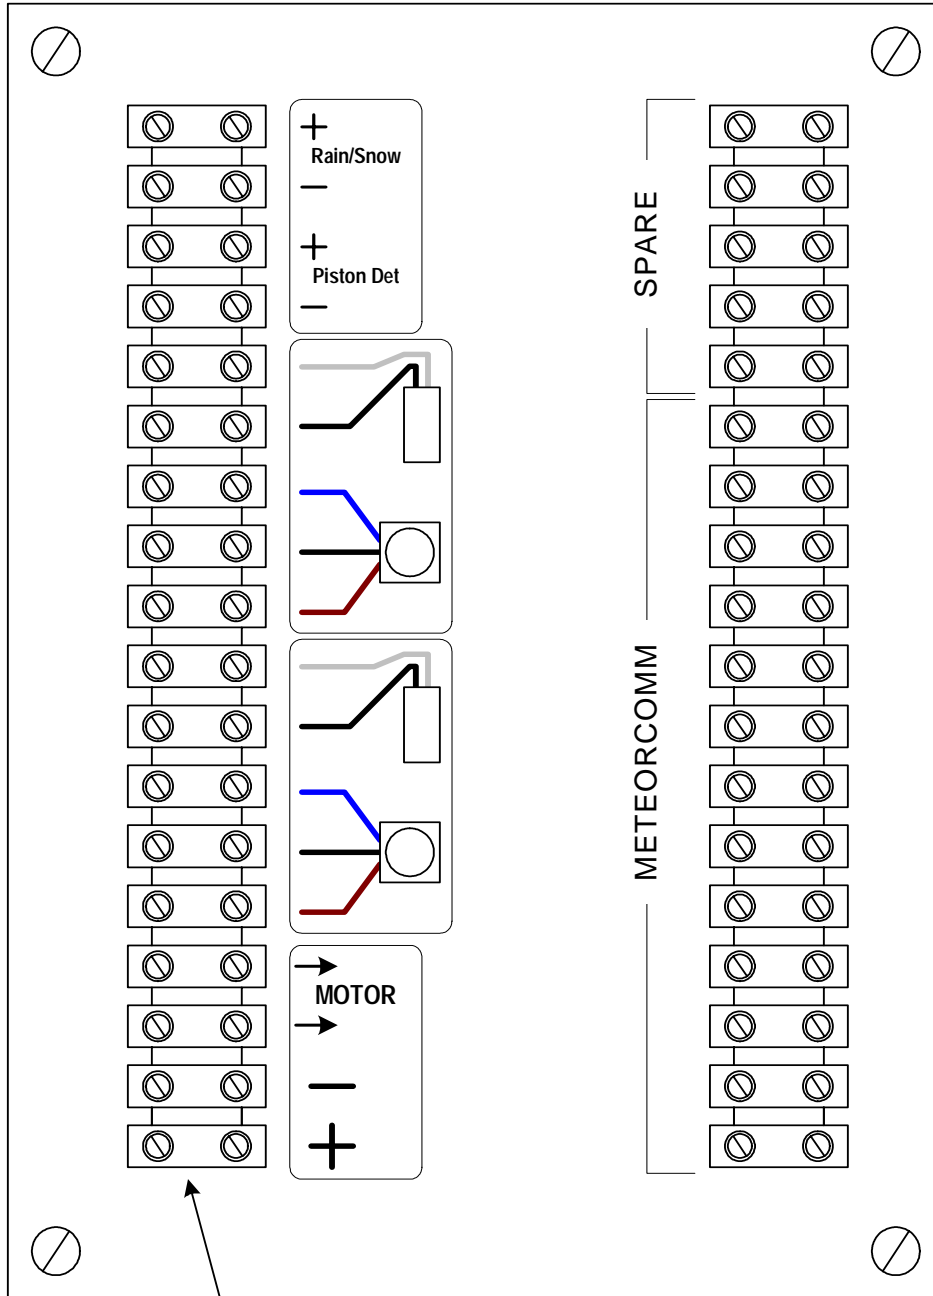 +
Rain/Snow
−
+
Piston Det
−
MOTOR
−
+
SPARE
METEORCOMM